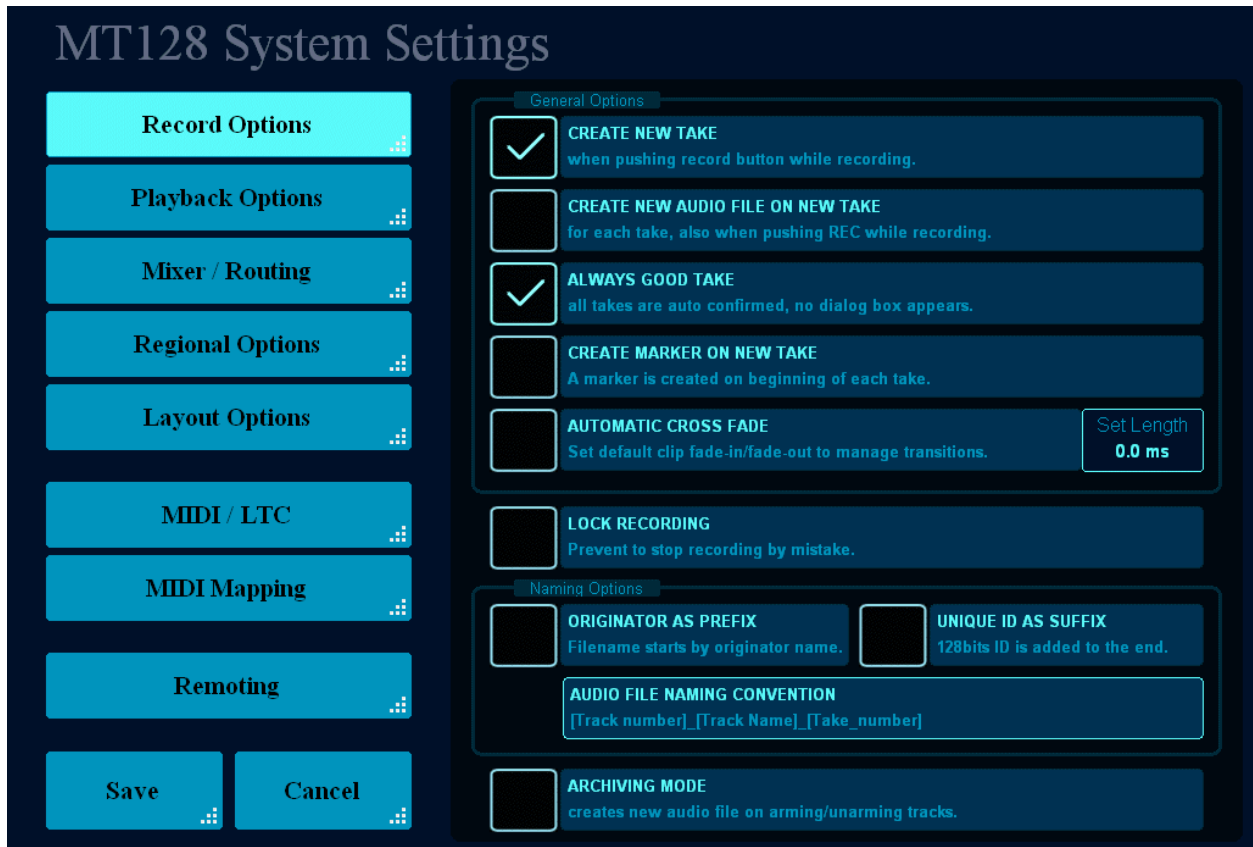 MT128 System Settings
Record Options
Playback Options
Mixer / Routing
Regional Options
Layout Options
MIDI / LTC
MIDI Mapping
Remoting
Save
Cancel
General Options
CREATE NEW TAKE
when pushing record button while recording.
CREATE NEW AUDIO FILE ON NEW TAKE
for each take, also when pushing REC while recording.
ALWAYS GOOD TAKE
all takes are auto confirmed, no dialog box appears.
CREATE MARKER ON NEW TAKE
A marker is created on beginning of each take.
AUTOMATIC CROSS FADE
Set default clip fade-in/fade-out to manage transitions.
Set Length
0.0 ms
LOCK RECORDING
Prevent to stop recording by mistake.
Naming Options
ORIGINATOR AS PREFIX
Filename starts by originator name.
UNIQUE ID AS SUFFIX
128bits ID is added to the end.
AUDIO FILE NAMING CONVENTION
[Track number]_[Track Name]_[Take_number]
ARCHIVING MODE
creates new audio file on arming/unarming tracks.